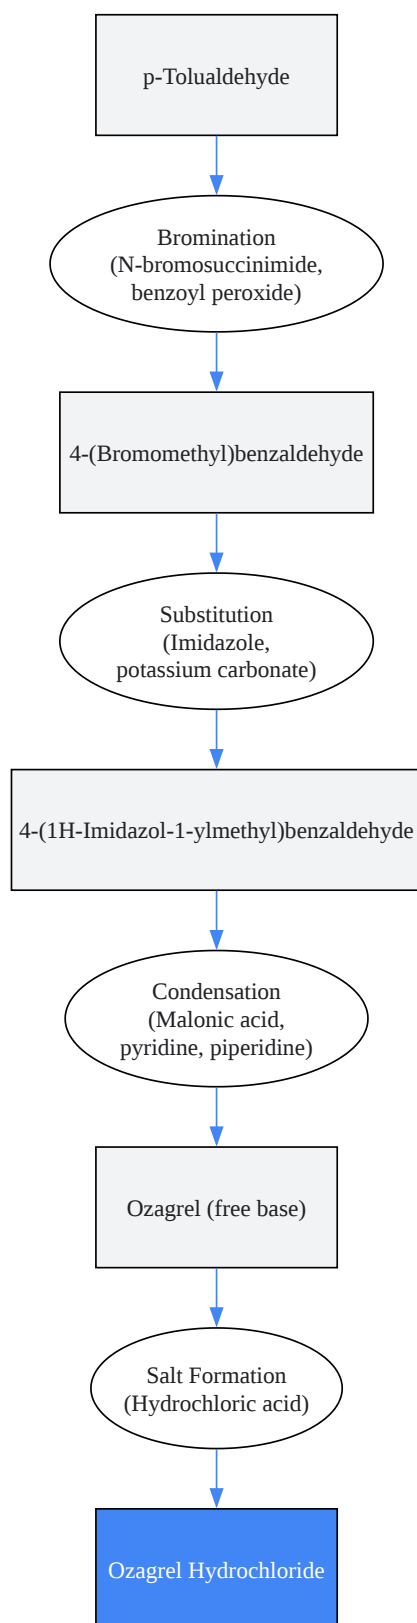 p-Tolualdehyde
Bromination
(N-bromosuccinimide,
benzoyl peroxide)
4-(Bromomethyl)benzaldehyde
Substitution
(Imidazole,
potassium carbonate)
4-(1H-Imidazol-1-ylmethyl)benzaldehyde
Condensation
(Malonic acid,
pyridine, piperidine)
Ozagrel (free base)
Salt Formation
(Hydrochloric acid)
Ozagrel Hydrochloride